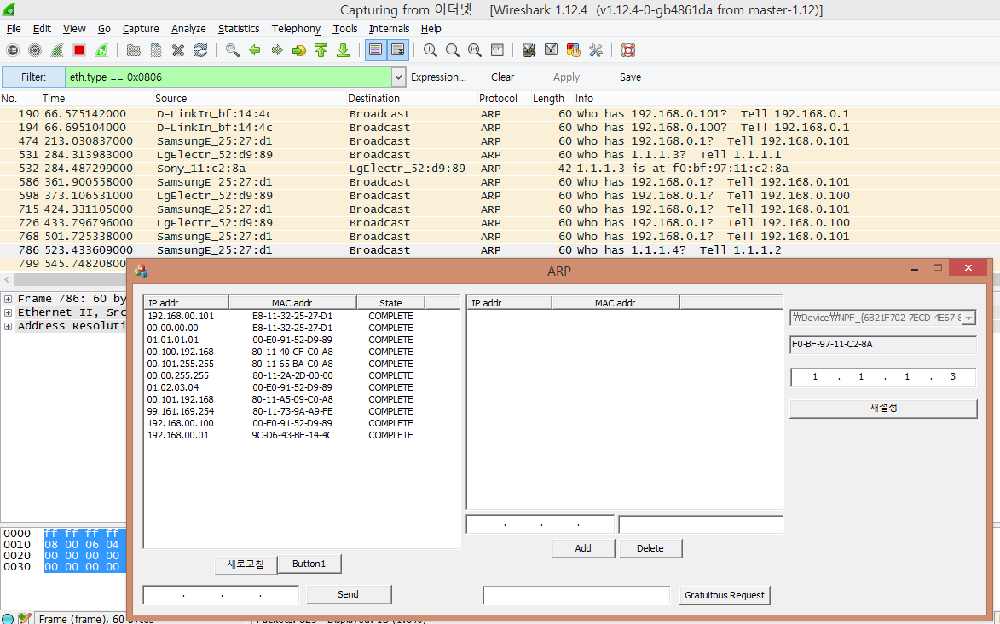 Capturing from 이더넷 [Wireshark 1.12.4 (v1.12.4-0-gb4861da from master-1.12)]
File Edit View Go Capture Analyze Statistics Telephony Tools Internals Help
Filter: eth.type == 0x0806 Expression... Clear Apply Save
No. Time Source Destination Protocol Length Info
190 66.575142000 D-LinkIn_bf:14:4c Broadcast ARP 60 Who has 192.168.0.101? Tell 192.168.0.1
194 66.695104000 D-LinkIn_bf:14:4c Broadcast ARP 60 Who has 192.168.0.100? Tell 192.168.0.1
474 213.030837000 SamsungE_25:27:d1 Broadcast ARP 60 Who has 192.168.0.1? Tell 192.168.0.101
531 284.313983000 LgElectr_52:d9:89 Broadcast ARP 60 Who has 1.1.1.3? Tell 1.1.1.1
532 284.487299000 Sony_11:c2:8a LgElectr_52:d9:89 ARP 42 1.1.1.3 is at f0:bf:97:11:c2:8a
586 361.900558000 SamsungE_25:27:d1 Broadcast ARP 60 Who has 192.168.0.1? Tell 192.168.0.101
598 373.106531000 LgElectr_52:d9:89 Broadcast ARP 60 Who has 192.168.0.1? Tell 192.168.0.100
715 424.331105000 SamsungE_25:27:d1 Broadcast ARP 60 Who has 192.168.0.1? Tell 192.168.0.101
726 433.796796000 LgElectr_52:d9:89 Broadcast ARP 60 Who has 192.168.0.1? Tell 192.168.0.100
768 501.725338000 SamsungE_25:27:d1 Broadcast ARP 60 Who has 192.168.0.1? Tell 192.168.0.101
786 523.433609000 SamsungE_25:27:d1 Broadcast ARP 60 Who has 1.1.1.4? Tell 1.1.1.2
799 545.74820800
Frame 786: 60 by
Ethernet II, Src
Address Resoluti
0000 ff ff ff ff
0010 08 00 06 04
0020 00 00 00 00
0030 00 00 00 00
Frame (frame), 60
ARP
IP addr MAC addr State
192.168.00.101 E8-11-32-25-27-D1 COMPLETE
00.00.00.00 E8-11-32-25-27-D1 COMPLETE
01.01.01.01 00-E0-91-52-D9-89 COMPLETE
00.100.192.168 80-11-40-CF-C0-A8 COMPLETE
00.101.255.255 80-11-65-BA-C0-A8 COMPLETE
00.00.255.255 80-11-2A-2D-00-00 COMPLETE
01.02.03.04 00-E0-91-52-D9-89 COMPLETE
00.101.192.168 80-11-A5-09-C0-A8 COMPLETE
99.161.169.254 80-11-73-9A-A9-FE COMPLETE
192.168.00.100 00-E0-91-52-D9-89 COMPLETE
192.168.00.01 9C-D6-43-BF-14-4C COMPLETE
새로고침 Button1
. . . Send
IP addr MAC addr
. . .
Add Delete
Gratuitous Request
₩Device₩NPF_{6B21F702-7ECD-4E67-8
F0-BF-97-11-C2-8A
1 . 1 . 1 . 3
재설정